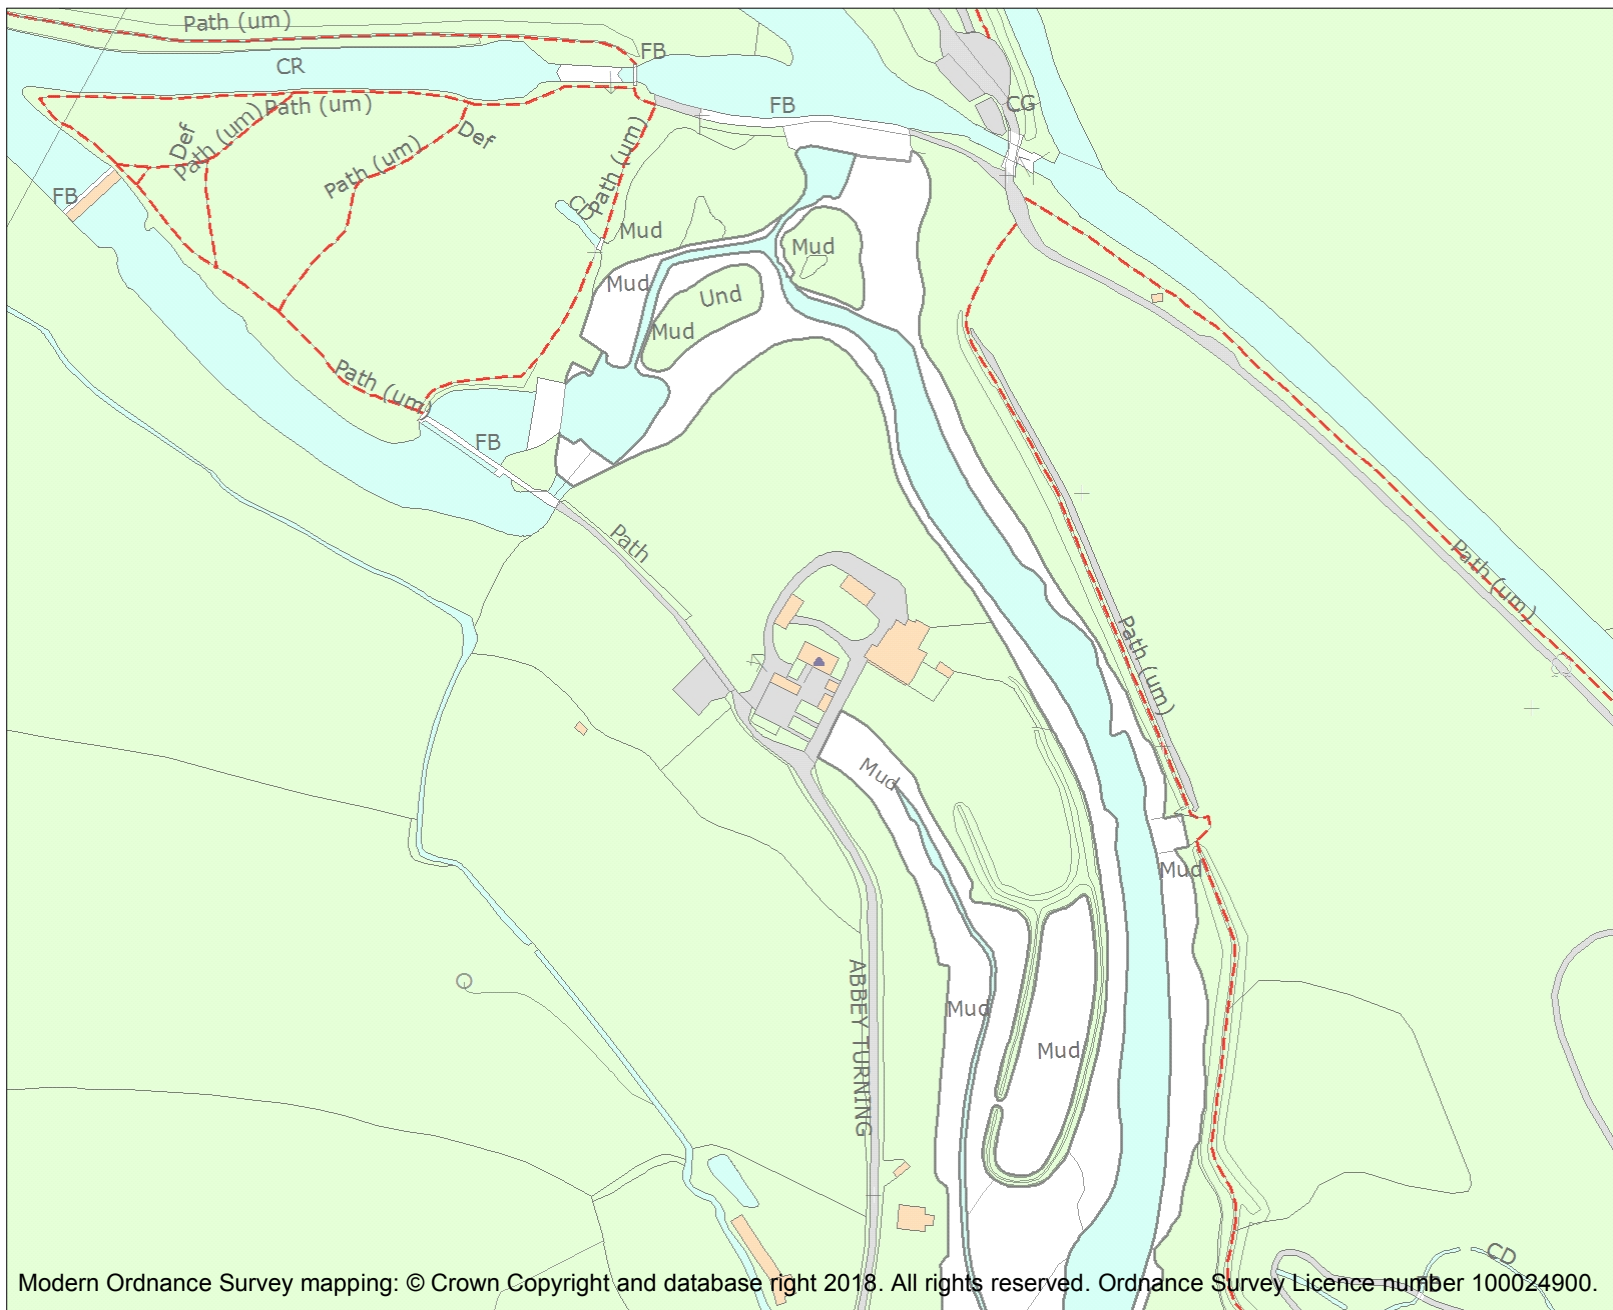 Path (um)
FB
CR
CG
FB
Path (um)
Def
Path (um)
Def
Path (um)
Path (um)
FB
CD
Mud
Mud
Mud
Und
Mud
Path (um)
FB
Path
Path (um)
Path (um)
Mud
Mud
ABBEY TURNING
Mud
Mud
CD
FB
Modern Ordnance Survey mapping: © Crown Copyright and database right 2018. All rights reserved. Ordnance Survey Licence number 100024900.